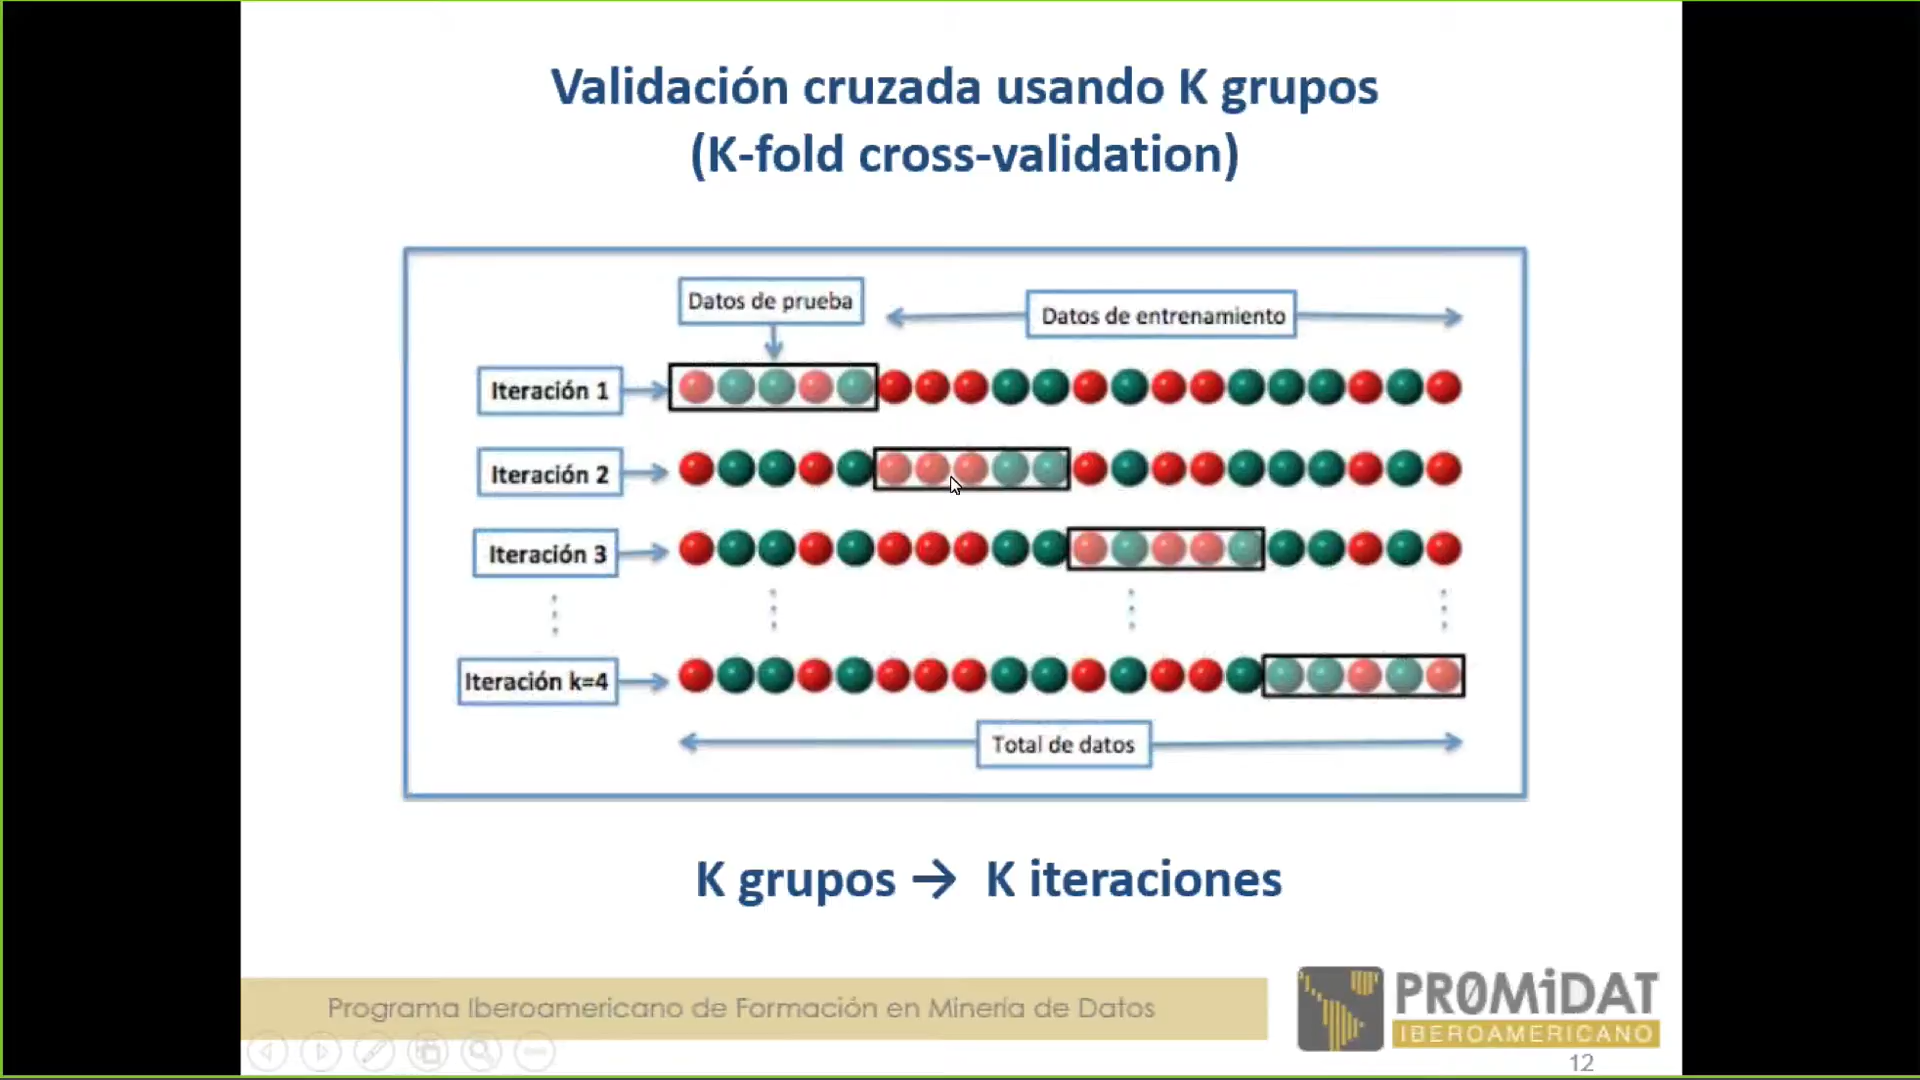 Validación cruzada usando K grupos
(K-fold cross-validation)
Datos de prueba
Datos de entrenamiento
Iteración 1
Iteración 2
Iteración 3
Iteración k=4
Total de datos
K grupos → K iteraciones
Programa Iberoamericano de Formación en Minería de Datos
PR0MiDAT
IBEROAMERICANO
12